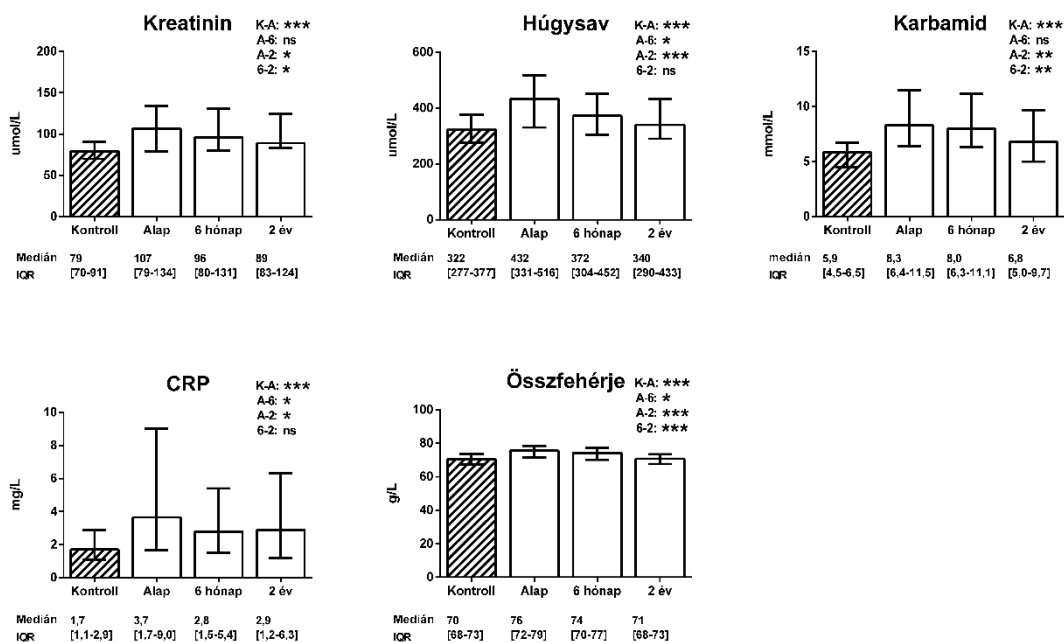 Kreatinin
K-A: ***
A-6: ns
A-2: *
6-2: *
200
150
100
50
0
umol/L
Kontroll Alap 6 hónap 2 év
Medián 79 107 96 89
IQR [70-91] [79-134] [80-131] [83-124]
Húgysav
K-A: ***
A-6: *
A-2: ***
6-2: ns
600
400
200
0
umol/L
Kontroll Alap 6 hónap 2 év
Medián 322 432 372 340
IQR [277-377] [331-516] [304-452] [290-433]
Karbamid
K-A: ***
A-6: ns
A-2: **
6-2: **
15
10
5
0
mmol/L
Kontroll Alap 6 hónap 2 év
medián 5,9 8,3 8,0 6,8
IQR [4,5-6,5] [6,4-11,5] [6,3-11,1] [5,0-9,7]
CRP
K-A: ***
A-6: *
A-2: *
6-2: ns
10
8
6
4
2
0
mg/L
Kontroll Alap 6 hónap 2 év
Medián 1,7 3,7 2,8 2,9
IQR [1,1-2,9] [1,7-9,0] [1,5-5,4] [1,2-6,3]
Összfehérje
K-A: ***
A-6: *
A-2: ***
6-2: ***
100
80
60
40
20
0
g/L
Kontroll Alap 6 hónap 2 év
Medián 70 76 74 71
IQR [68-73] [72-79] [70-77] [68-73]